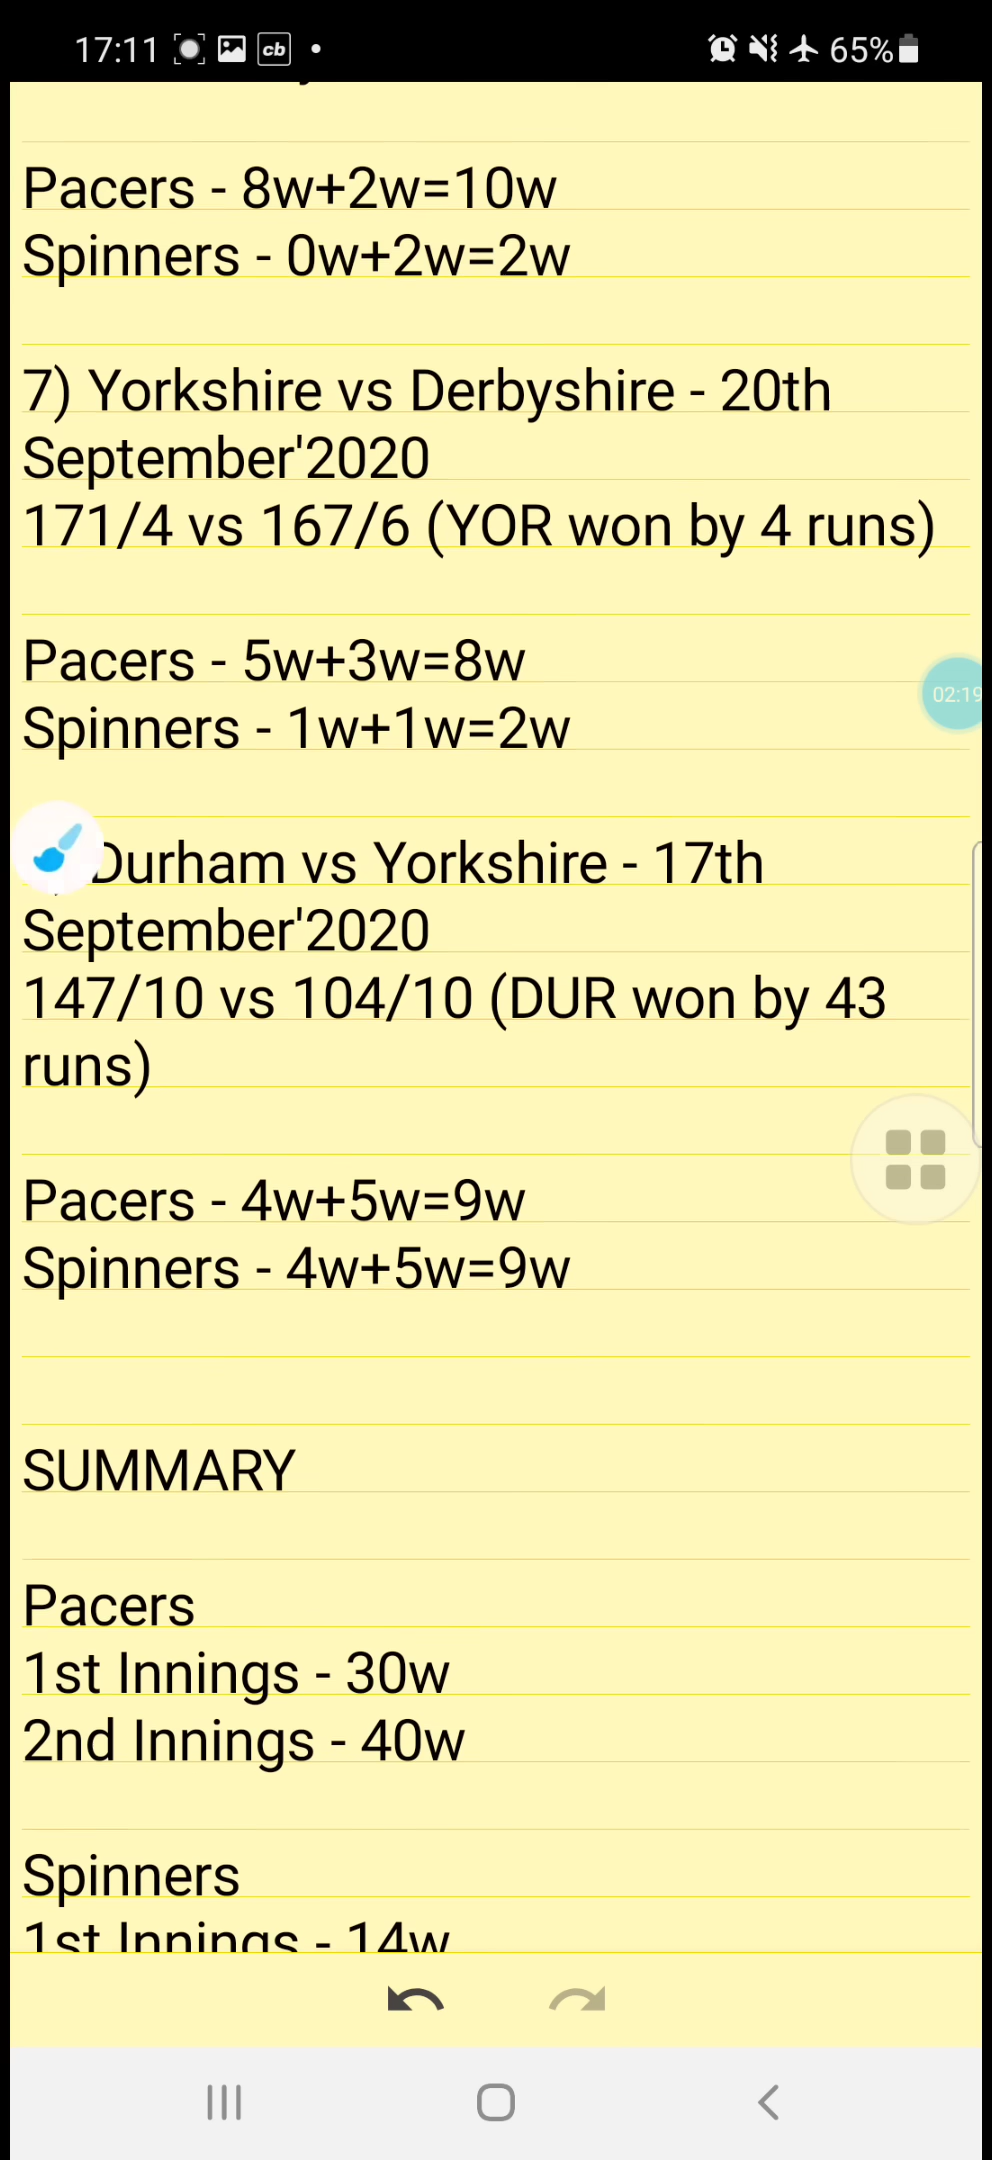 17:11 cb 65%
Pacers - 8w+2w=10w
Spinners - 0w+2w=2w
7) Yorkshire vs Derbyshire - 20th
September'2020
171/4 vs 167/6 (YOR won by 4 runs)
Pacers - 5w+3w=8w
02:19
Spinners - 1w+1w=2w
Durham vs Yorkshire - 17th
September'2020
147/10 vs 104/10 (DUR won by 43
runs)
Pacers - 4w+5w=9w
Spinners - 4w+5w=9w
SUMMARY
Pacers
1st Innings - 30w
2nd Innings - 40w
Spinners
1st Innings - 14w